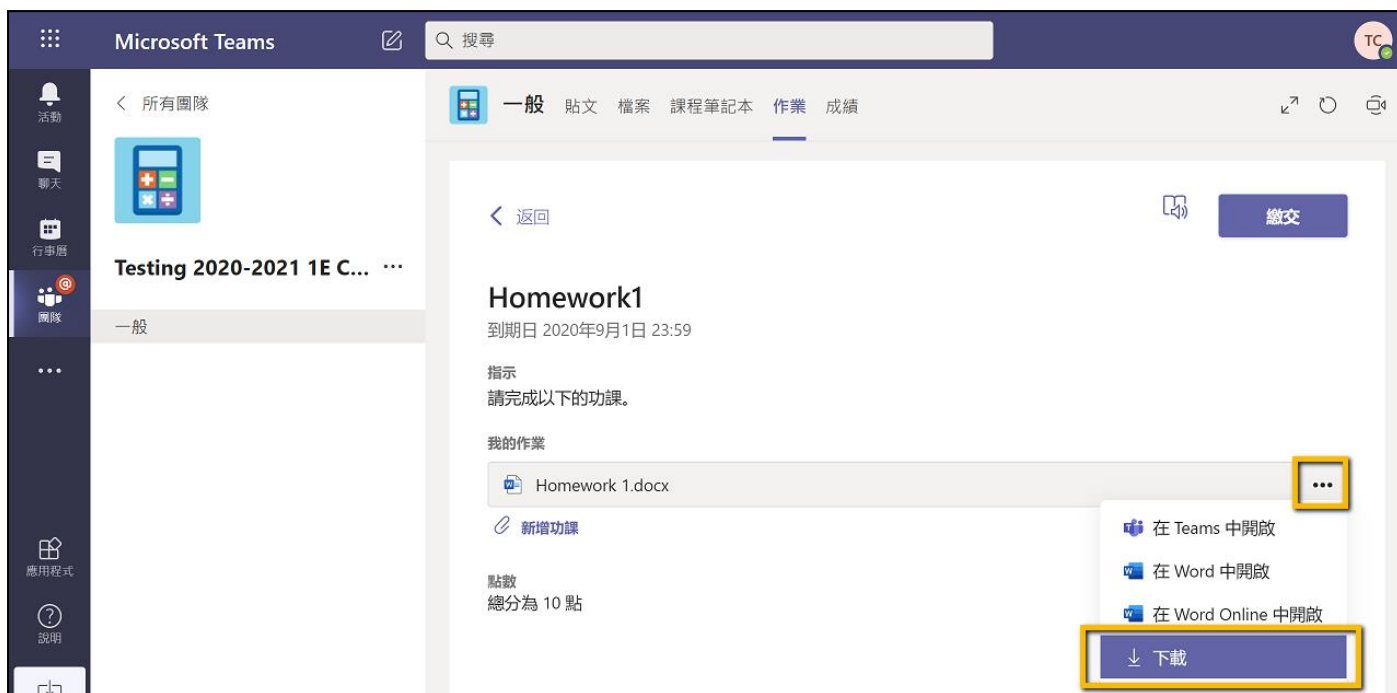 Microsoft Teams
搜尋
TC
活動
聊天
行事曆
@
團隊
應用程式
說明
所有團隊
Testing 2020-2021 1E C... ...
一般
一般 貼文 檔案 課程筆記本 作業 成績
返回
繳交
Homework1
到期日 2020年9月1日 23:59
指示
請完成以下的功課。
我的作業
Homework 1.docx
新增功課
點數
總分為 10 點
在 Teams 中開啟
在 Word 中開啟
在 Word Online 中開啟
下載